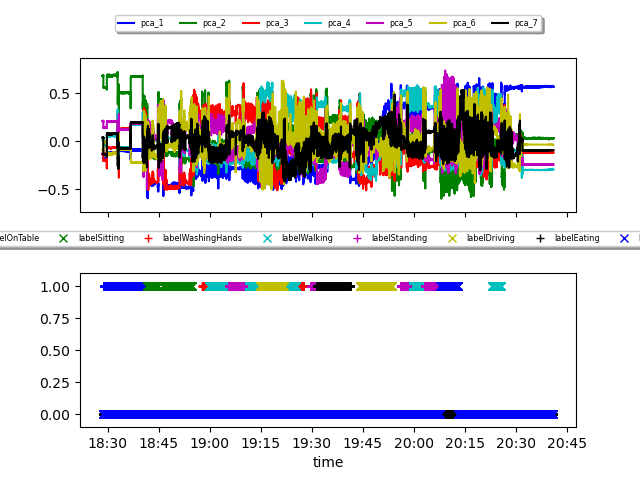 pca_1 pca_2 pca_3 pca_4 pca_5 pca_6 pca_7
0.5
0.0
−0.5
elOnTable labelSitting labelWashingHands labelWalking labelStanding labelDriving labelEating
1.00
0.75
0.50
0.25
0.00
18:30 18:45 19:00 19:15 19:30 19:45 20:00 20:15 20:30 20:45
time